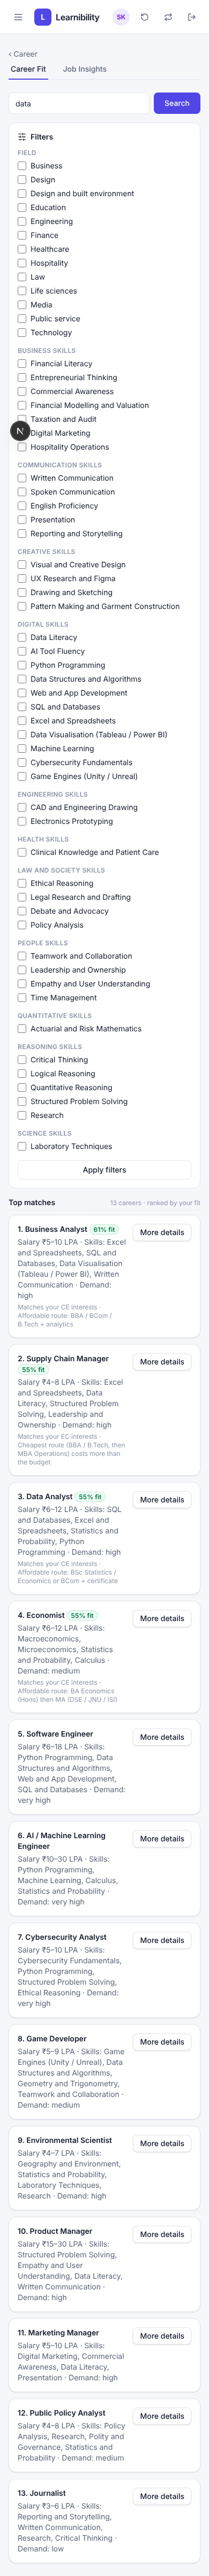 L Learnibility SK
‹ Career
Career Fit Job Insights
data Search
Filters
FIELD
Business
Design
Design and built environment
Education
Engineering
Finance
Healthcare
Hospitality
Law
Life sciences
Media
Public service
Technology
BUSINESS SKILLS
Financial Literacy
Entrepreneurial Thinking
Commercial Awareness
Financial Modelling and Valuation
Taxation and Audit
N Digital Marketing
Hospitality Operations
COMMUNICATION SKILLS
Written Communication
Spoken Communication
English Proficiency
Presentation
Reporting and Storytelling
CREATIVE SKILLS
Visual and Creative Design
UX Research and Figma
Drawing and Sketching
Pattern Making and Garment Construction
DIGITAL SKILLS
Data Literacy
AI Tool Fluency
Python Programming
Data Structures and Algorithms
Web and App Development
SQL and Databases
Excel and Spreadsheets
Data Visualisation (Tableau / Power BI)
Machine Learning
Cybersecurity Fundamentals
Game Engines (Unity / Unreal)
ENGINEERING SKILLS
CAD and Engineering Drawing
Electronics Prototyping
HEALTH SKILLS
Clinical Knowledge and Patient Care
LAW AND SOCIETY SKILLS
Ethical Reasoning
Legal Research and Drafting
Debate and Advocacy
Policy Analysis
PEOPLE SKILLS
Teamwork and Collaboration
Leadership and Ownership
Empathy and User Understanding
Time Management
QUANTITATIVE SKILLS
Actuarial and Risk Mathematics
REASONING SKILLS
Critical Thinking
Logical Reasoning
Quantitative Reasoning
Structured Problem Solving
Research
SCIENCE SKILLS
Laboratory Techniques
Apply filters
Top matches 13 careers · ranked by your fit
1. Business Analyst 61% fit More details
Salary ₹5–10 LPA · Skills: Excel
and Spreadsheets, SQL and
Databases, Data Visualisation
(Tableau / Power BI), Written
Communication · Demand:
high
Matches your CE interests ·
Affordable route: BBA / BCom /
B.Tech + analytics
2. Supply Chain Manager More details
55% fit
Salary ₹4–8 LPA · Skills: Excel
and Spreadsheets, Data
Literacy, Structured Problem
Solving, Leadership and
Ownership · Demand: high
Matches your EC interests ·
Cheapest route (BBA / B.Tech, then
MBA Operations) costs more than
the budget
3. Data Analyst 55% fit More details
Salary ₹6–12 LPA · Skills: SQL
and Databases, Excel and
Spreadsheets, Statistics and
Probability, Python
Programming · Demand: high
Matches your CE interests ·
Affordable route: BSc Statistics /
Economics or BCom + certificate
4. Economist 55% fit More details
Salary ₹6–12 LPA · Skills:
Macroeconomics,
Microeconomics, Statistics
and Probability, Calculus ·
Demand: medium
Matches your CE interests ·
Affordable route: BA Economics
(Hons) then MA (DSE / JNU / ISI)
5. Software Engineer More details
Salary ₹6–18 LPA · Skills:
Python Programming, Data
Structures and Algorithms,
Web and App Development,
SQL and Databases · Demand:
very high
6. AI / Machine Learning More details
Engineer
Salary ₹10–30 LPA · Skills:
Python Programming,
Machine Learning, Calculus,
Statistics and Probability ·
Demand: very high
7. Cybersecurity Analyst More details
Salary ₹5–10 LPA · Skills:
Cybersecurity Fundamentals,
Python Programming,
Structured Problem Solving,
Ethical Reasoning · Demand:
very high
8. Game Developer More details
Salary ₹5–9 LPA · Skills: Game
Engines (Unity / Unreal), Data
Structures and Algorithms,
Geometry and Trigonometry,
Teamwork and Collaboration ·
Demand: medium
9. Environmental Scientist More details
Salary ₹4–7 LPA · Skills:
Geography and Environment,
Statistics and Probability,
Laboratory Techniques,
Research · Demand: high
10. Product Manager More details
Salary ₹15–30 LPA · Skills:
Structured Problem Solving,
Empathy and User
Understanding, Data Literacy,
Written Communication ·
Demand: high
11. Marketing Manager More details
Salary ₹5–10 LPA · Skills:
Digital Marketing, Commercial
Awareness, Data Literacy,
Presentation · Demand: high
12. Public Policy Analyst More details
Salary ₹4–8 LPA · Skills: Policy
Analysis, Research, Polity and
Governance, Statistics and
Probability · Demand: medium
13. Journalist More details
Salary ₹3–6 LPA · Skills:
Reporting and Storytelling,
Written Communication,
Research, Critical Thinking ·
Demand: low